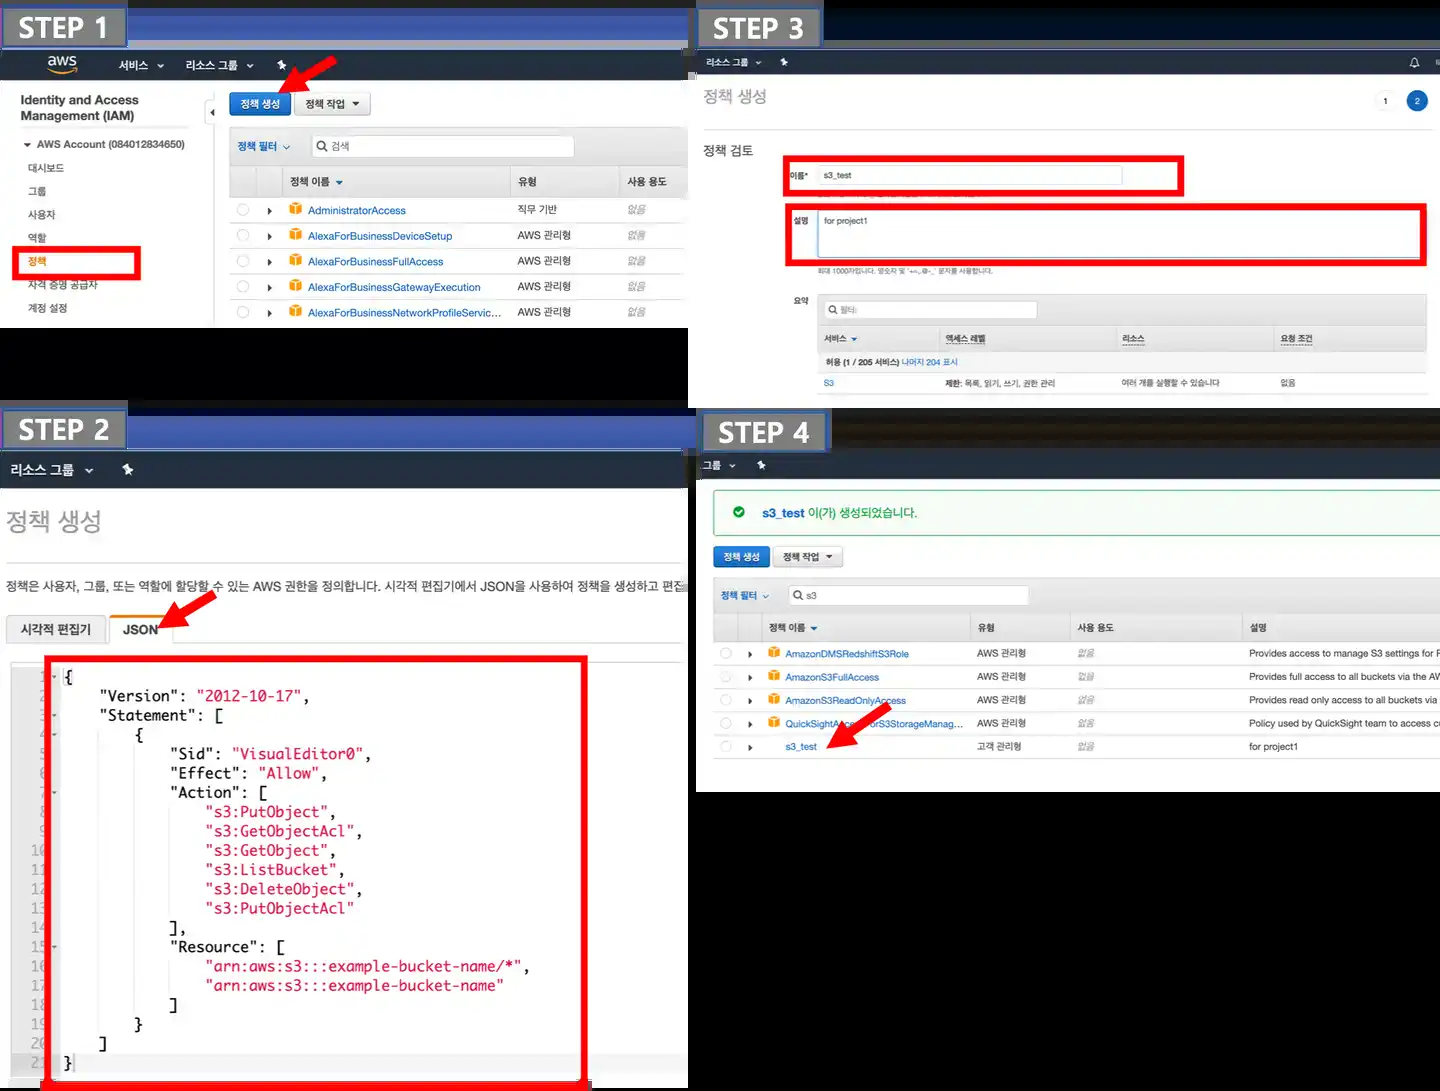 STEP 1
aws
서비스
리소스 그룹
Identity and Access
Management (IAM)
AWS Account (084012834650)
대시보드
그룹
사용자
역할
정책
자격 증명 공급자
계정 설정
정책 생성
정책 작업
정책 필터
검색
정책 이름 유형 사용 용도
AdministratorAccess 직무 기반 없음
AlexaForBusinessDeviceSetup AWS 관리형 없음
AlexaForBusinessFullAccess AWS 관리형 없음
AlexaForBusinessGatewayExecution AWS 관리형 없음
AlexaForBusinessNetworkProfileServic... AWS 관리형 없음
STEP 2
리소스 그룹
정책 생성
정책은 사용자, 그룹, 또는 역할에 할당할 수 있는 AWS 권한을 정의합니다. 시각적 편집기에서 JSON을 사용하여 정책을 생성하고 편집
시각적 편집기
JSON
1 {
2 "Version": "2012-10-17",
3 "Statement": [
4 {
5 "Sid": "VisualEditor0",
6 "Effect": "Allow",
7 "Action": [
8 "s3:PutObject",
9 "s3:GetObjectAcl",
10 "s3:GetObject",
11 "s3:ListBucket",
12 "s3:DeleteObject",
13 "s3:PutObjectAcl"
14 ],
15 "Resource": [
16 "arn:aws:s3:::example-bucket-name/*",
17 "arn:aws:s3:::example-bucket-name"
18 ]
19 }
20 ]
21 }
STEP 3
리소스 그룹
정책 생성
1 2
정책 검토
이름* s3_test
설명 for project1
최대 1000자입니다. 영숫자 및 '+=,.@-_' 문자를 사용합니다.
요약
필터:
서비스 액세스 레벨 리소스 요청 조건
허용 (1 / 205 서비스) 나머지 204 표시
S3 제한: 목록, 읽기, 쓰기, 권한 관리 여러 개를 실행할 수 있습니다 없음
STEP 4
그룹
s3_test 이(가) 생성되었습니다.
정책 생성
정책 작업
정책 필터
s3
정책 이름 유형 사용 용도 설명
AmazonDMSRedshiftS3Role AWS 관리형 없음 Provides access to manage S3 settings for R
AmazonS3FullAccess AWS 관리형 없음 Provides full access to all buckets via the AW
AmazonS3ReadOnlyAccess AWS 관리형 없음 Provides read only access to all buckets via
S3StorageManag... AWS 관리형 없음 Policy used by QuickSight team to access cu
s3_test 고객 관리형 없음 for project1